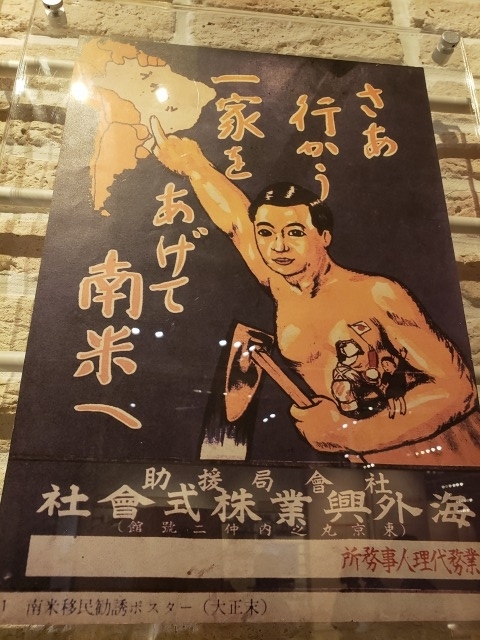 さあ
行かう
一家を
あげて
南米へ
ブラジル
社會局援助
海外興業株式會社
(東京丸之内仲二號館)
業務代理人事務所
1 南米移民勧誘ポスター（大正末）